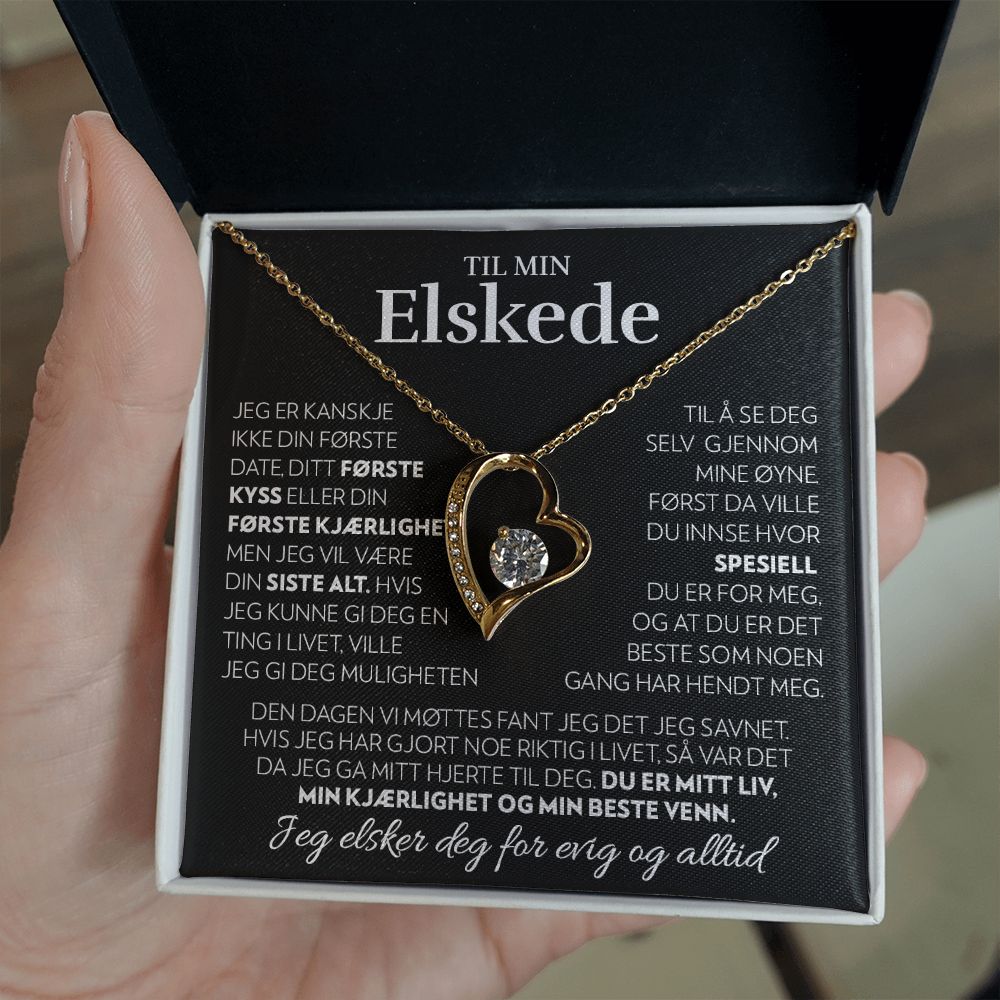 TIL MIN
Elskede
JEG ER KANSKJE
IKKE DIN FØRSTE
DATE, DITT FØRSTE
KYSS ELLER DIN
FØRSTE KJÆRLIGHET
MEN JEG VIL VÆRE
DIN SISTE ALT. HVIS
JEG KUNNE GI DEG EN
TING I LIVET, VILLE
JEG GI DEG MULIGHETEN
TIL Å SE DEG
SELV GJENNOM
MINE ØYNE.
FØRST DA VILLE
DU INNSE HVOR
SPESIELL
DU ER FOR MEG,
OG AT DU ER DET
BESTE SOM NOEN
GANG HAR HENDT MEG.
DEN DAGEN VI MØTTES FANT JEG DET JEG SAVNET.
HVIS JEG HAR GJORT NOE RIKTIG I LIVET, SÅ VAR DET
DA JEG GA MITT HJERTE TIL DEG. DU ER MITT LIV,
MIN KJÆRLIGHET OG MIN BESTE VENN.
Jeg elsker deg for evig og alltid